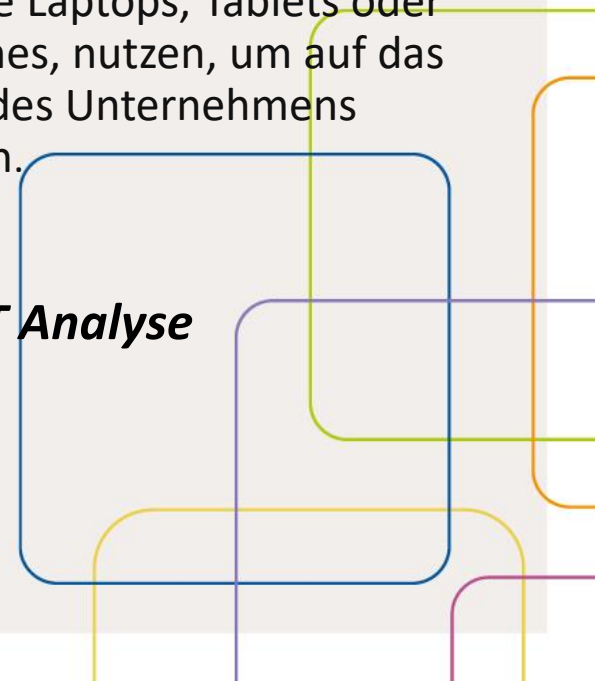 e Laptops, Tablets oder
nes, nutzen, um auf das
des Unternehmens
n.
T Analyse